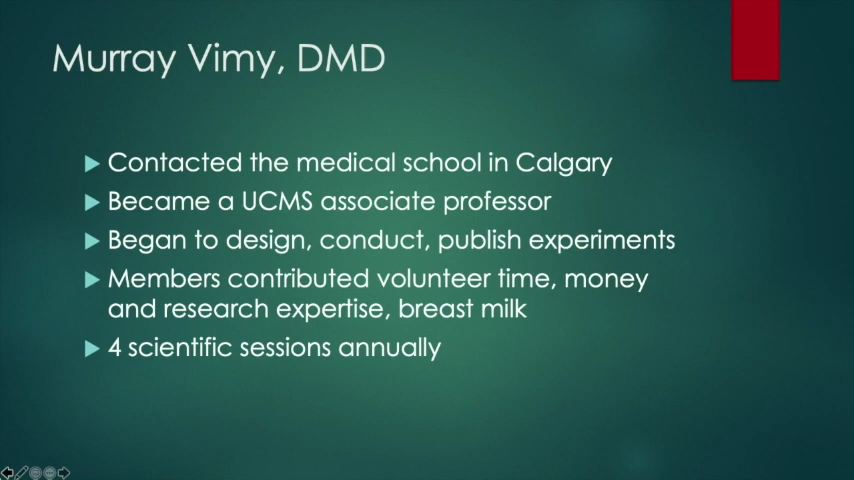 Murray Vimy, DMD
Contacted the medical school in Calgary
Became a UCMS associate professor
Began to design, conduct, publish experiments
Members contributed volunteer time, money
and research expertise, breast milk
4 scientific sessions annually